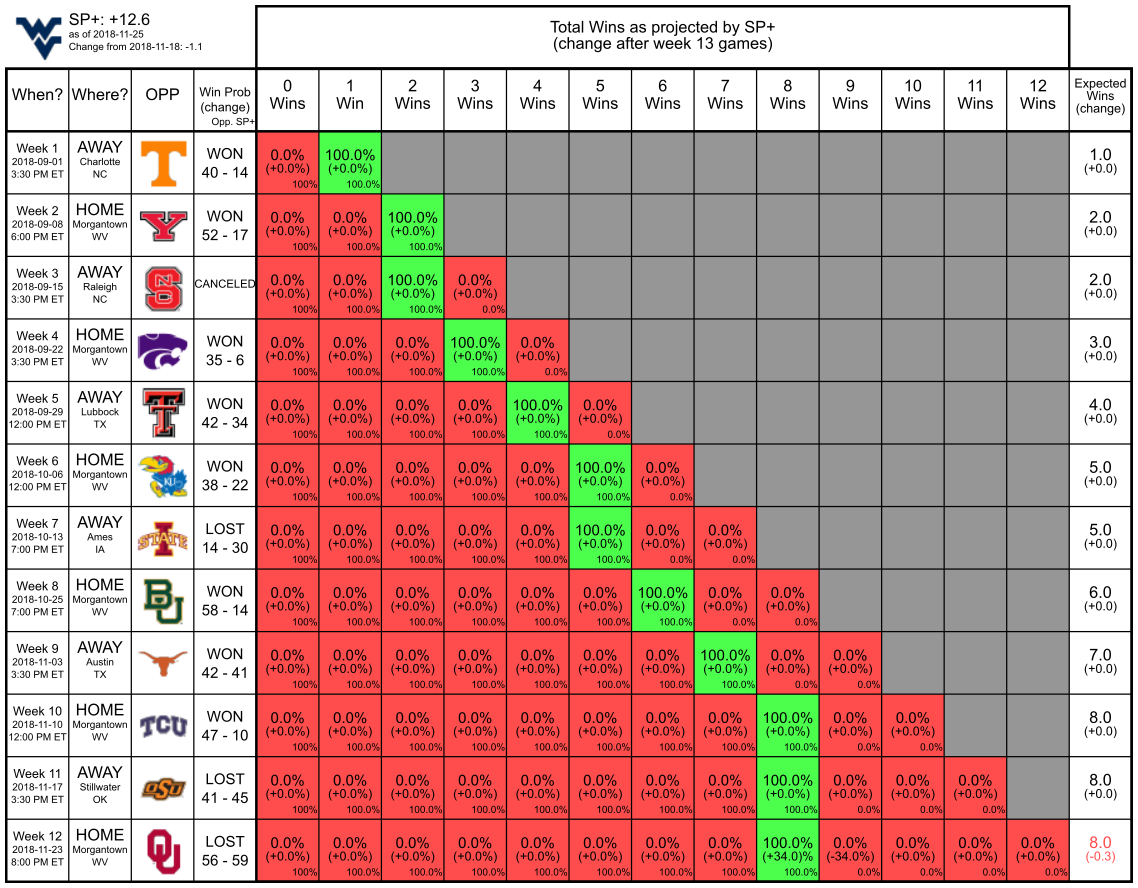 WV SP+: +12.6
as of 2018-11-25
Change from 2018-11-18: -1.1
Total Wins as projected by SP+
(change after week 13 games)
When? Where? OPP Win Prob (change) Opp. SP+ 0 Wins 1 Win 2 Wins 3 Wins 4 Wins 5 Wins 6 Wins 7 Wins 8 Wins 9 Wins 10 Wins 11 Wins 12 Wins Expected Wins (change)
Week 1 AWAY T WON 0.0% 100.0% 1.0
2018-09-01 Charlotte 40 - 14 (+0.0%) (+0.0%) (+0.0)
3:30 PM ET NC 100% 100.0%
Week 2 HOME Y WON 0.0% 0.0% 100.0% 2.0
2018-09-08 Morgantown 52 - 17 (+0.0%) (+0.0%) (+0.0%) (+0.0)
6:00 PM ET WV 100% 100.0% 100.0%
Week 3 AWAY NCS CANCELED 0.0% 0.0% 100.0% 0.0% 2.0
2018-09-15 Raleigh (+0.0%) (+0.0%) (+0.0%) (+0.0%) (+0.0)
3:30 PM ET NC 100% 100.0% 100.0% 0.0%
Week 4 HOME WON 0.0% 0.0% 0.0% 100.0% 0.0% 3.0
2018-09-22 Morgantown 35 - 6 (+0.0%) (+0.0%) (+0.0%) (+0.0%) (+0.0%) (+0.0)
3:30 PM ET WV 100% 100.0% 100.0% 100.0% 0.0%
Week 5 AWAY TT WON 0.0% 0.0% 0.0% 0.0% 100.0% 0.0% 4.0
2018-09-29 Lubbock 42 - 34 (+0.0%) (+0.0%) (+0.0%) (+0.0%) (+0.0%) (+0.0%) (+0.0)
12:00 PM ET TX 100% 100.0% 100.0% 100.0% 100.0% 0.0%
Week 6 HOME KU WON 0.0% 0.0% 0.0% 0.0% 0.0% 100.0% 0.0% 5.0
2018-10-06 Morgantown 38 - 22 (+0.0%) (+0.0%) (+0.0%) (+0.0%) (+0.0%) (+0.0%) (+0.0%) (+0.0)
12:00 PM ET WV 100% 100.0% 100.0% 100.0% 100.0% 100.0% 0.0%
Week 7 AWAY I STATE LOST 0.0% 0.0% 0.0% 0.0% 0.0% 100.0% 0.0% 0.0% 5.0
2018-10-13 Ames 14 - 30 (+0.0%) (+0.0%) (+0.0%) (+0.0%) (+0.0%) (+0.0%) (+0.0%) (+0.0%) (+0.0)
7:00 PM ET IA 100% 100.0% 100.0% 100.0% 100.0% 100.0% 0.0% 0.0%
Week 8 HOME BU WON 0.0% 0.0% 0.0% 0.0% 0.0% 0.0% 100.0% 0.0% 0.0% 6.0
2018-10-25 Morgantown 58 - 14 (+0.0%) (+0.0%) (+0.0%) (+0.0%) (+0.0%) (+0.0%) (+0.0%) (+0.0%) (+0.0%) (+0.0)
7:00 PM ET WV 100% 100.0% 100.0% 100.0% 100.0% 100.0% 100.0% 0.0% 0.0%
Week 9 AWAY WON 0.0% 0.0% 0.0% 0.0% 0.0% 0.0% 0.0% 100.0% 0.0% 0.0% 7.0
2018-11-03 Austin 42 - 41 (+0.0%) (+0.0%) (+0.0%) (+0.0%) (+0.0%) (+0.0%) (+0.0%) (+0.0%) (+0.0%) (+0.0%) (+0.0)
3:30 PM ET TX 100% 100.0% 100.0% 100.0% 100.0% 100.0% 100.0% 100.0% 0.0% 0.0%
Week 10 HOME TCU WON 0.0% 0.0% 0.0% 0.0% 0.0% 0.0% 0.0% 0.0% 100.0% 0.0% 0.0% 8.0
2018-11-10 Morgantown 47 - 10 (+0.0%) (+0.0%) (+0.0%) (+0.0%) (+0.0%) (+0.0%) (+0.0%) (+0.0%) (+0.0%) (+0.0%) (+0.0%) (+0.0)
12:00 PM ET WV 100% 100.0% 100.0% 100.0% 100.0% 100.0% 100.0% 100.0% 100.0% 0.0% 0.0%
Week 11 AWAY OSU LOST 0.0% 0.0% 0.0% 0.0% 0.0% 0.0% 0.0% 0.0% 100.0% 0.0% 0.0% 0.0% 8.0
2018-11-17 Stillwater 41 - 45 (+0.0%) (+0.0%) (+0.0%) (+0.0%) (+0.0%) (+0.0%) (+0.0%) (+0.0%) (+0.0%) (+0.0%) (+0.0%) (+0.0%) (+0.0)
3:30 PM ET OK 100% 100.0% 100.0% 100.0% 100.0% 100.0% 100.0% 100.0% 100.0% 0.0% 0.0% 0.0%
Week 12 HOME OU LOST 0.0% 0.0% 0.0% 0.0% 0.0% 0.0% 0.0% 0.0% 100.0% 0.0% 0.0% 0.0% 0.0% 8.0
2018-11-23 Morgantown 56 - 59 (+0.0%) (+0.0%) (+0.0%) (+0.0%) (+0.0%) (+0.0%) (+0.0%) (+0.0%) (+34.0)% (-34.0%) (+0.0%) (+0.0%) (+0.0%) (-0.3)
8:00 PM ET WV 100% 100.0% 100.0% 100.0% 100.0% 100.0% 100.0% 100.0% 100.0% 0.0% 0.0% 0.0% 0.0%